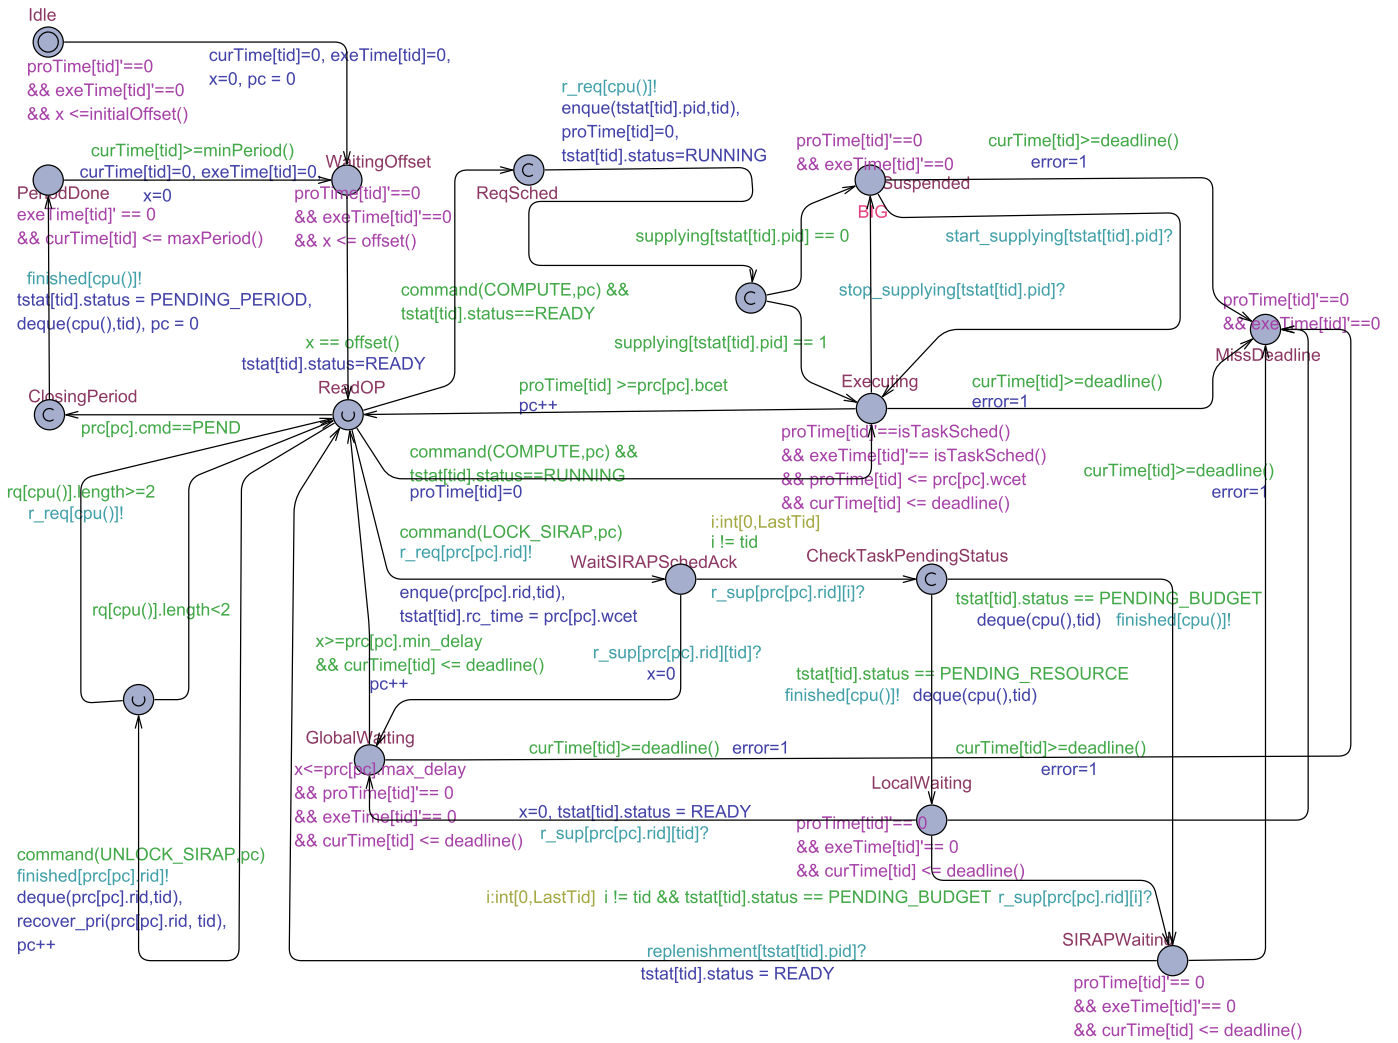 Idle
proTime[tid]'==0
&& exeTime[tid]'==0
&& x <=initialOffset()
curTime[tid]=0, exeTime[tid]=0,
x=0, pc = 0
r_req[cpu()]!
enque(tstat[tid].pid,tid),
proTime[tid]=0,
tstat[tid].status=RUNNING
ReqSched
curTime[tid]>=minPeriod()
curTime[tid]=0, exeTime[tid]=0,
x=0
PeriodDone
exeTime[tid]' == 0
&& curTime[tid] <= maxPeriod()
WaitingOffset
proTime[tid]'==0
&& exeTime[tid]'==0
&& x <= offset()
proTime[tid]'==0
&& exeTime[tid]'==0
Suspended
BIG
curTime[tid]>=deadline()
error=1
supplying[tstat[tid].pid] == 0
start_supplying[tstat[tid].pid]?
stop_supplying[tstat[tid].pid]?
supplying[tstat[tid].pid] == 1
proTime[tid]'==0
&& exeTime[tid]'==0
MissDeadline
finished[cpu()]!
tstat[tid].status = PENDING_PERIOD,
deque(cpu(),tid), pc = 0
command(COMPUTE,pc) &&
tstat[tid].status==READY
x == offset()
tstat[tid].status=READY
ReadOP
ClosingPeriod
prc[pc].cmd==PEND
proTime[tid] >=prc[pc].bcet
pc++
Executing
proTime[tid]'==isTaskSched()
&& exeTime[tid]'== isTaskSched()
&& proTime[tid] <= prc[pc].wcet
&& curTime[tid] <= deadline()
curTime[tid]>=deadline()
error=1
command(COMPUTE,pc) &&
tstat[tid].status==RUNNING
proTime[tid]=0
curTime[tid]>=deadline()
error=1
rq[cpu()].length>=2
r_req[cpu()]!
rq[cpu()].length<2
command(LOCK_SIRAP,pc)
r_req[prc[pc].rid]!
enque(prc[pc].rid,tid),
tstat[tid].rc_time = prc[pc].wcet
WaitSIRAPSchedAck
i:int[0,LastTid]
i != tid
r_sup[prc[pc].rid][i]?
CheckTaskPendingStatus
tstat[tid].status == PENDING_BUDGET
deque(cpu(),tid) finished[cpu()]!
x>=prc[pc].min_delay
&& curTime[tid] <= deadline()
pc++
r_sup[prc[pc].rid][tid]?
x=0
tstat[tid].status == PENDING_RESOURCE
finished[cpu()]! deque(cpu(),tid)
GlobalWaiting
x<=prc[pc].max_delay
&& proTime[tid]'== 0
&& exeTime[tid]'== 0
&& curTime[tid] <= deadline()
curTime[tid]>=deadline() error=1
curTime[tid]>=deadline()
error=1
LocalWaiting
proTime[tid]'== 0
&& exeTime[tid]'== 0
&& curTime[tid] <= deadline()
x=0, tstat[tid].status = READY
r_sup[prc[pc].rid][tid]?
command(UNLOCK_SIRAP,pc)
finished[prc[pc].rid]!
deque(prc[pc].rid,tid),
recover_pri(prc[pc].rid, tid),
pc++
i:int[0,LastTid] i != tid && tstat[tid].status == PENDING_BUDGET r_sup[prc[pc].rid][i]?
SIRAPWaiting
replenishment[tstat[tid].pid]?
tstat[tid].status = READY
proTime[tid]'== 0
&& exeTime[tid]'== 0
&& curTime[tid] <= deadline()